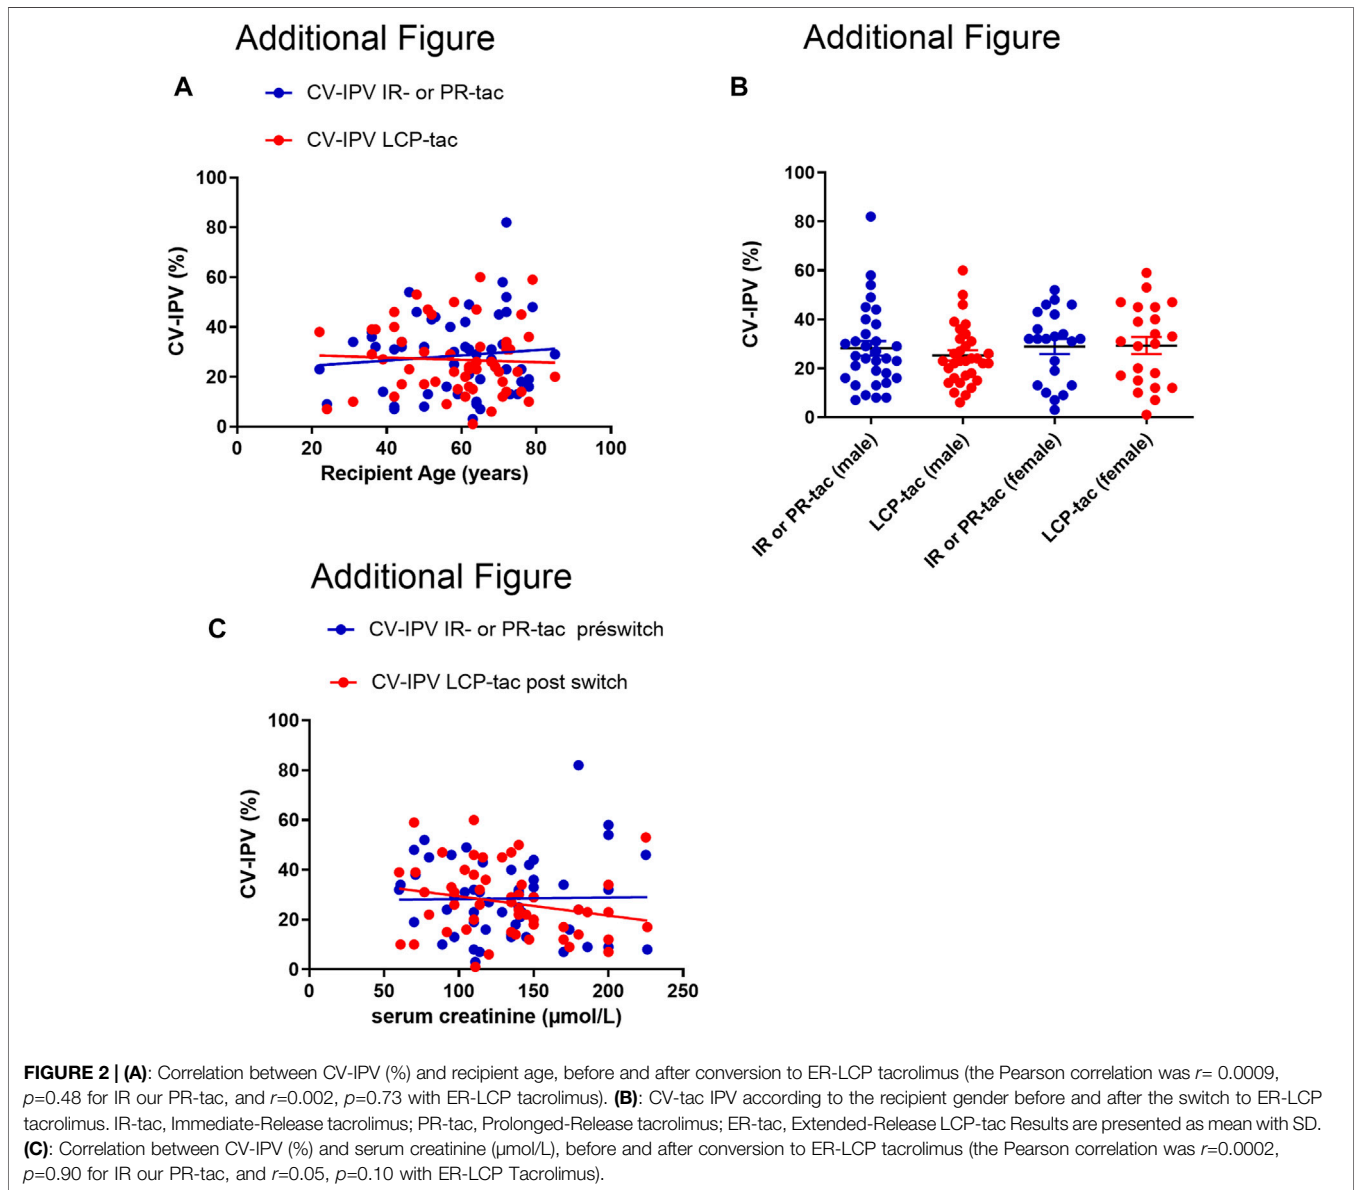 Additional Figure
A
CV-IPV IR- or PR-tac
CV-IPV LCP-tac
100
80
60
40
20
0
CV-IPV (%)
0 20 40 60 80 100
Recipient Age (years)
Additional Figure
B
100
80
60
40
20
0
CV-IPV (%)
IR or PR-tac (male)
LCP-tac (male)
IR or PR-tac (female)
LCP-tac (female)
Additional Figure
C
CV-IPV IR- or PR-tac préswitch
CV-IPV LCP-tac post switch
100
80
60
40
20
0
CV-IPV (%)
0 50 100 150 200 250
serum creatinine (µmol/L)
FIGURE 2 | (A): Correlation between CV-IPV (%) and recipient age, before and after conversion to ER-LCP tacrolimus (the Pearson correlation was r= 0.0009,
p=0.48 for IR our PR-tac, and r=0.002, p=0.73 with ER-LCP tacrolimus). (B): CV-tac IPV according to the recipient gender before and after the switch to ER-LCP
tacrolimus. IR-tac, Immediate-Release tacrolimus; PR-tac, Prolonged-Release tacrolimus; ER-tac, Extended-Release LCP-tac Results are presented as mean with SD.
(C): Correlation between CV-IPV (%) and serum creatinine (µmol/L), before and after conversion to ER-LCP tacrolimus (the Pearson correlation was r=0.0002,
p=0.90 for IR our PR-tac, and r=0.05, p=0.10 with ER-LCP Tacrolimus).